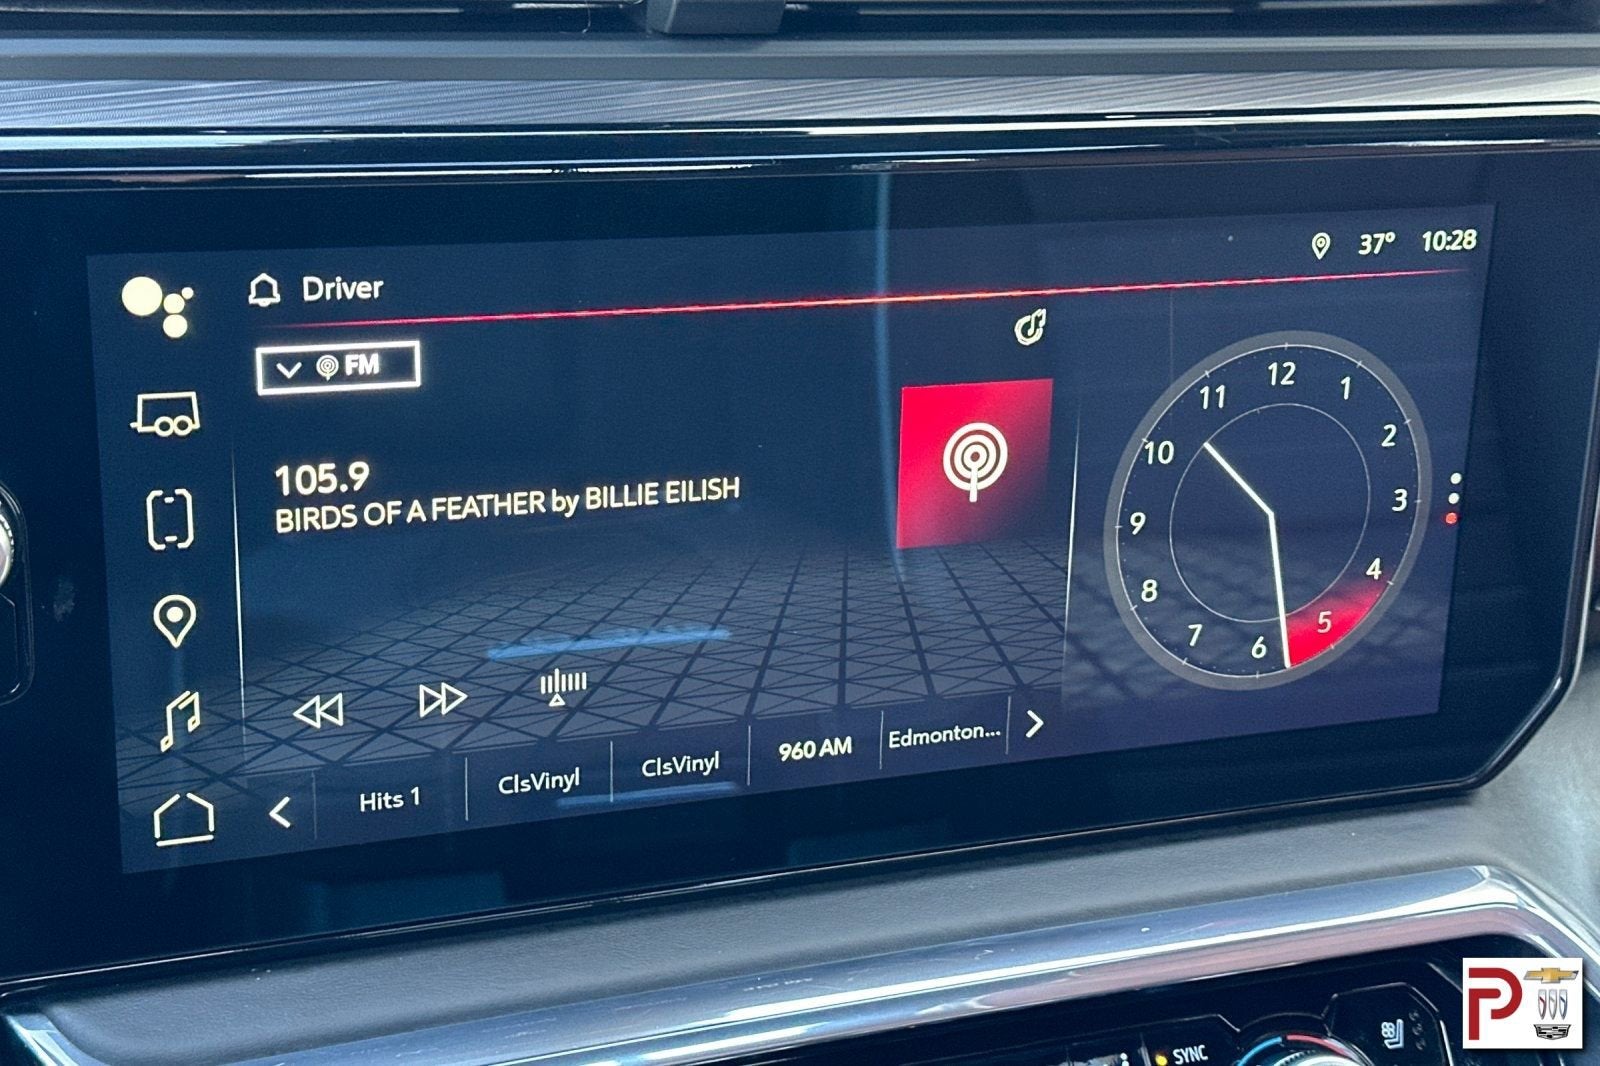 Driver
37° 10:28
FM
105.9
BIRDS OF A FEATHER by BILLIE EILISH
12
1
2
3
4
5
6
7
8
9
10
11
Hits 1
ClsVinyl
ClsVinyl
960 AM
Edmonton...
SYNC
P